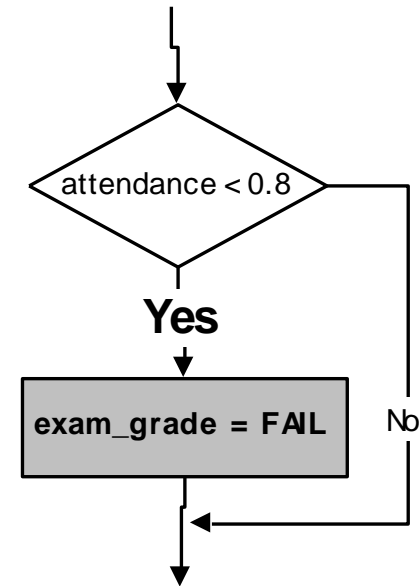 attendance < 0.8
Yes
exam_grade = FAIL
No